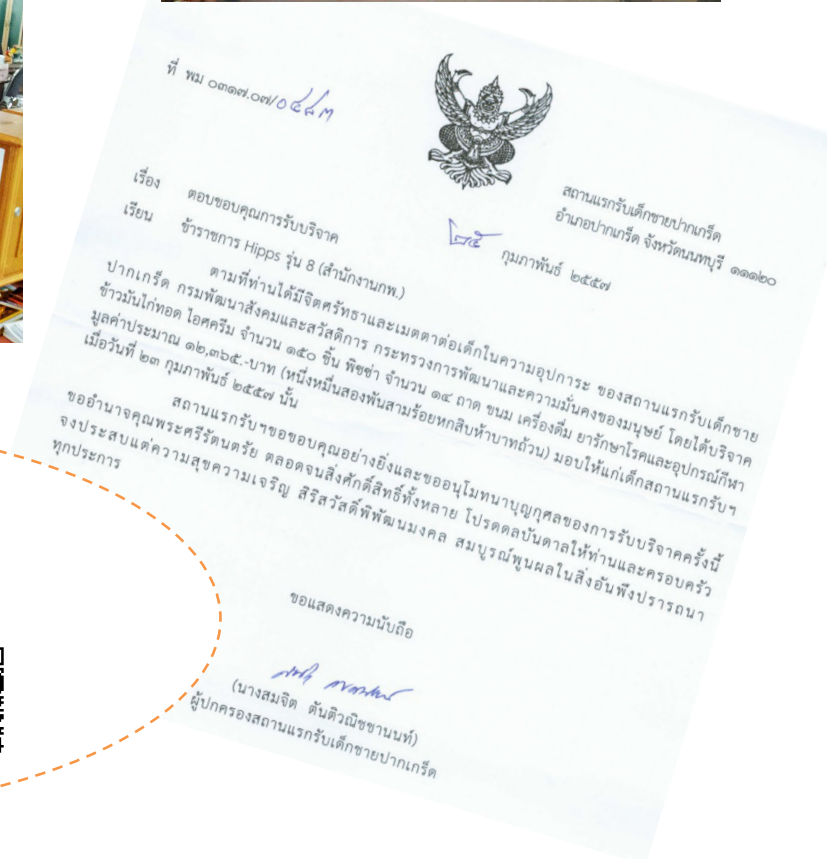 ที่ พม ๐๓๑๗.๐๗/๐๔๘๓
สถานแรกรับเด็กชายปากเกร็ด
อำเภอปากเกร็ด จังหวัดนนทบุรี ๑๑๑๒๐
๒๕ กุมภาพันธ์ ๒๕๕๗
เรื่อง ตอบขอบคุณการรับบริจาค
เรียน ข้าราชการ Hipps รุ่น 8 (สำนักงานกพ.)
ตามที่ท่านได้มีจิตศรัทธาและเมตตาต่อเด็กในความอุปการะ ของสถานแรกรับเด็กชาย
ปากเกร็ด กรมพัฒนาสังคมและสวัสดิการ กระทรวงการพัฒนาและความมั่นคงของมนุษย์ โดยได้บริจาค
ข้าวมันไก่ทอด ไอศครีม จำนวน ๑๕๐ ชิ้น พิซซ่า จำนวน ๑๔ ถาด ขนม เครื่องดื่ม ยารักษาโรคและอุปกรณ์กีฬา
มูลค่าประมาณ ๑๒,๓๖๕.-บาท (หนึ่งหมื่นสองพันสามร้อยหกสิบห้าบาทถ้วน) มอบให้แก่เด็กสถานแรกรับฯ
เมื่อวันที่ ๒๓ กุมภาพันธ์ ๒๕๕๗ นั้น
สถานแรกรับฯขอขอบคุณอย่างยิ่งและขออนุโมทนาบุญกุศลของการรับบริจาคครั้งนี้
ขออำนาจคุณพระศรีรัตนตรัย ตลอดจนสิ่งศักดิ์สิทธิ์ทั้งหลาย โปรดดลบันดาลให้ท่านและครอบครัว
จงประสบแต่ความสุขความเจริญ สิริสวัสดิ์พิพัฒนมงคล สมบูรณ์พูนผลในสิ่งอันพึงปรารถนา
ทุกประการ
ขอแสดงความนับถือ
(นางสมจิต ตันติวณิชชานนท์)
ผู้ปกครองสถานแรกรับเด็กชายปากเกร็ด